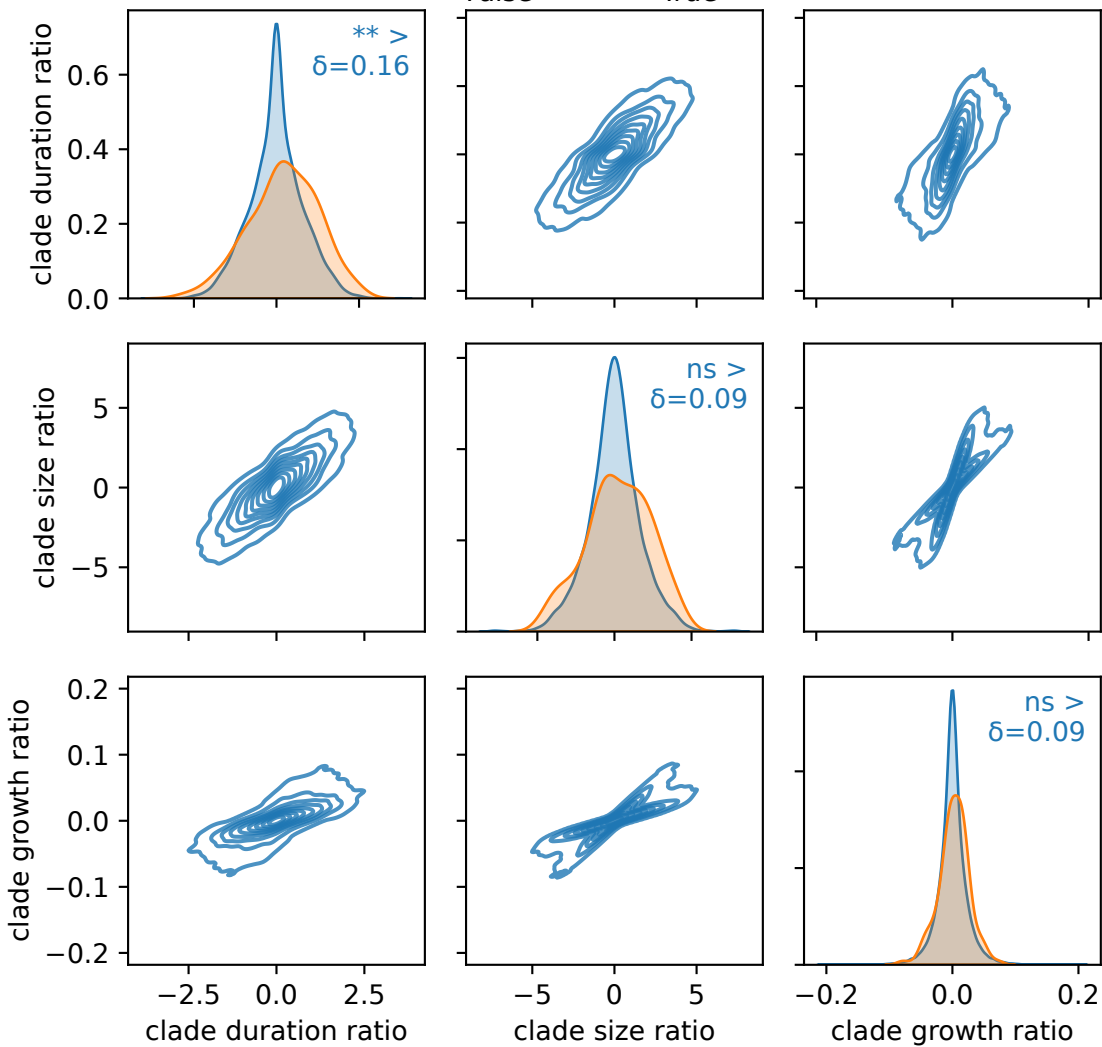 clade duration ratio
0.6
0.4
0.2
0.0
** >
δ=0.16
clade size ratio
5
0
−5
ns >
δ=0.09
clade growth ratio
0.2
0.1
0.0
−0.1
−0.2
ns >
δ=0.09
−2.5 0.0 2.5
clade duration ratio
−5 0 5
clade size ratio
−0.2 0.0 0.2
clade growth ratio